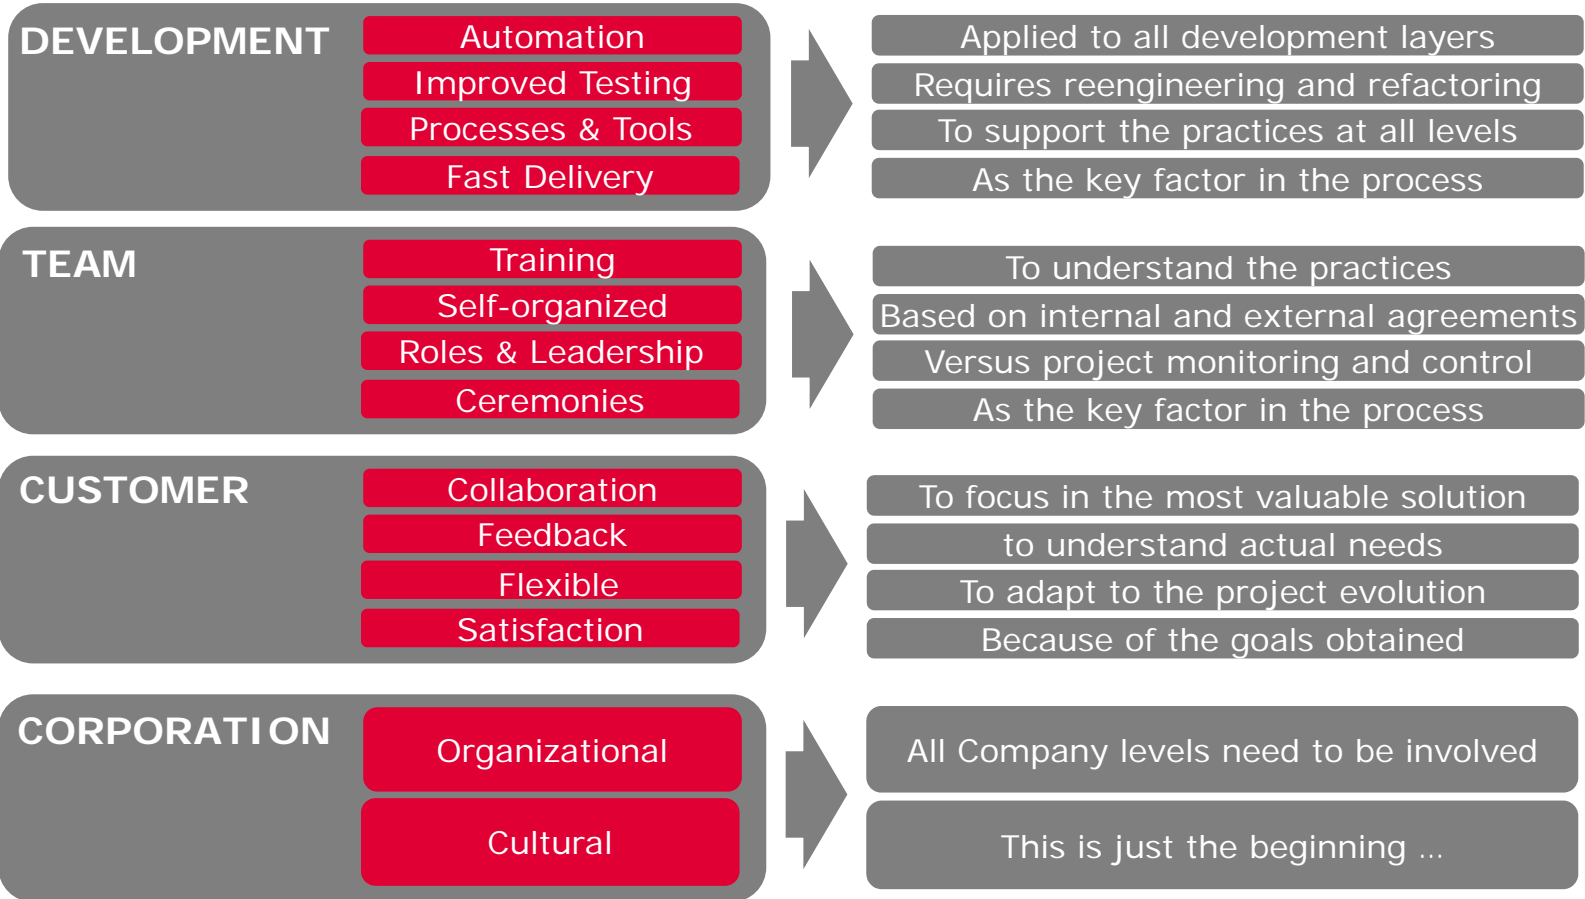 DEVELOPMENT
Automation
Applied to all development layers
Improved Testing
Requires reengineering and refactoring
Processes & Tools
To support the practices at all levels
Fast Delivery
As the key factor in the process
TEAM
Training
To understand the practices
Self-organized
Based on internal and external agreements
Roles & Leadership
Versus project monitoring and control
Ceremonies
As the key factor in the process
CUSTOMER
Collaboration
To focus in the most valuable solution
Feedback
to understand actual needs
Flexible
To adapt to the project evolution
Satisfaction
Because of the goals obtained
CORPORATION
Organizational
All Company levels need to be involved
Cultural
This is just the beginning ...